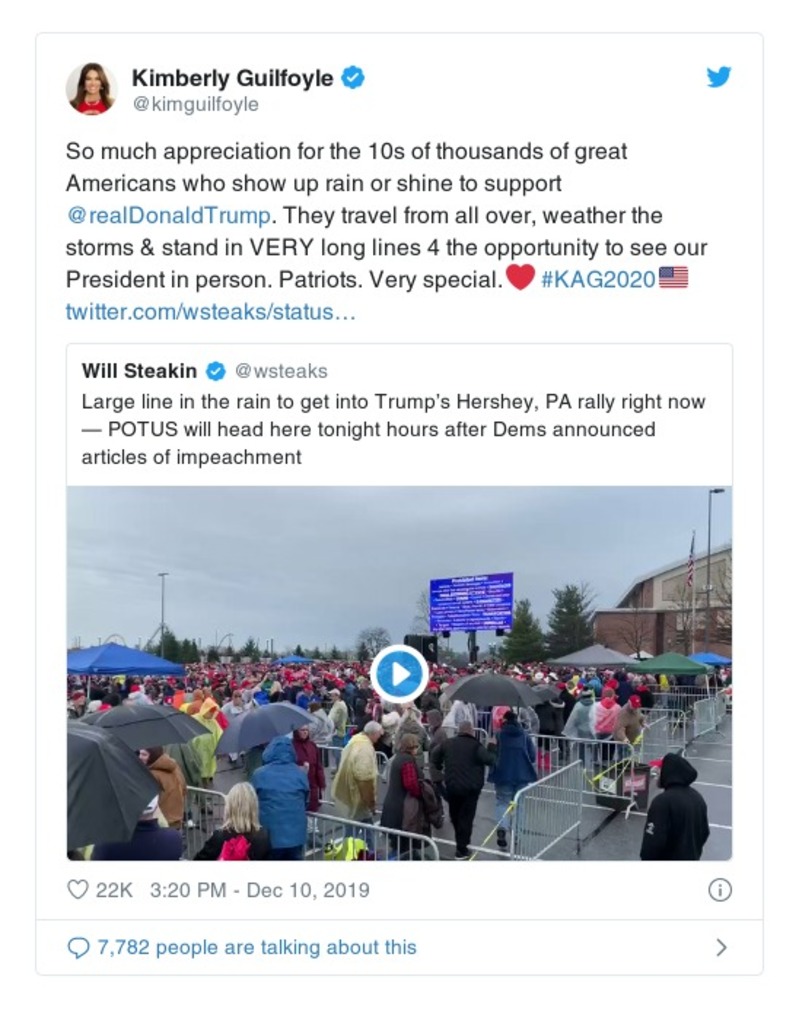 Kimberly Guilfoyle
@kimguilfoyle
So much appreciation for the 10s of thousands of great
Americans who show up rain or shine to support
@realDonaldTrump. They travel from all over, weather the
storms & stand in VERY long lines 4 the opportunity to see our
President in person. Patriots. Very special.❤️ #KAG2020🇺🇸
twitter.com/wsteaks/status…
Will Steakin @wsteaks
Large line in the rain to get into Trump’s Hershey, PA rally right now
— POTUS will head here tonight hours after Dems announced
articles of impeachment
Prohibited Items:
22K 3:20 PM - Dec 10, 2019
7,782 people are talking about this